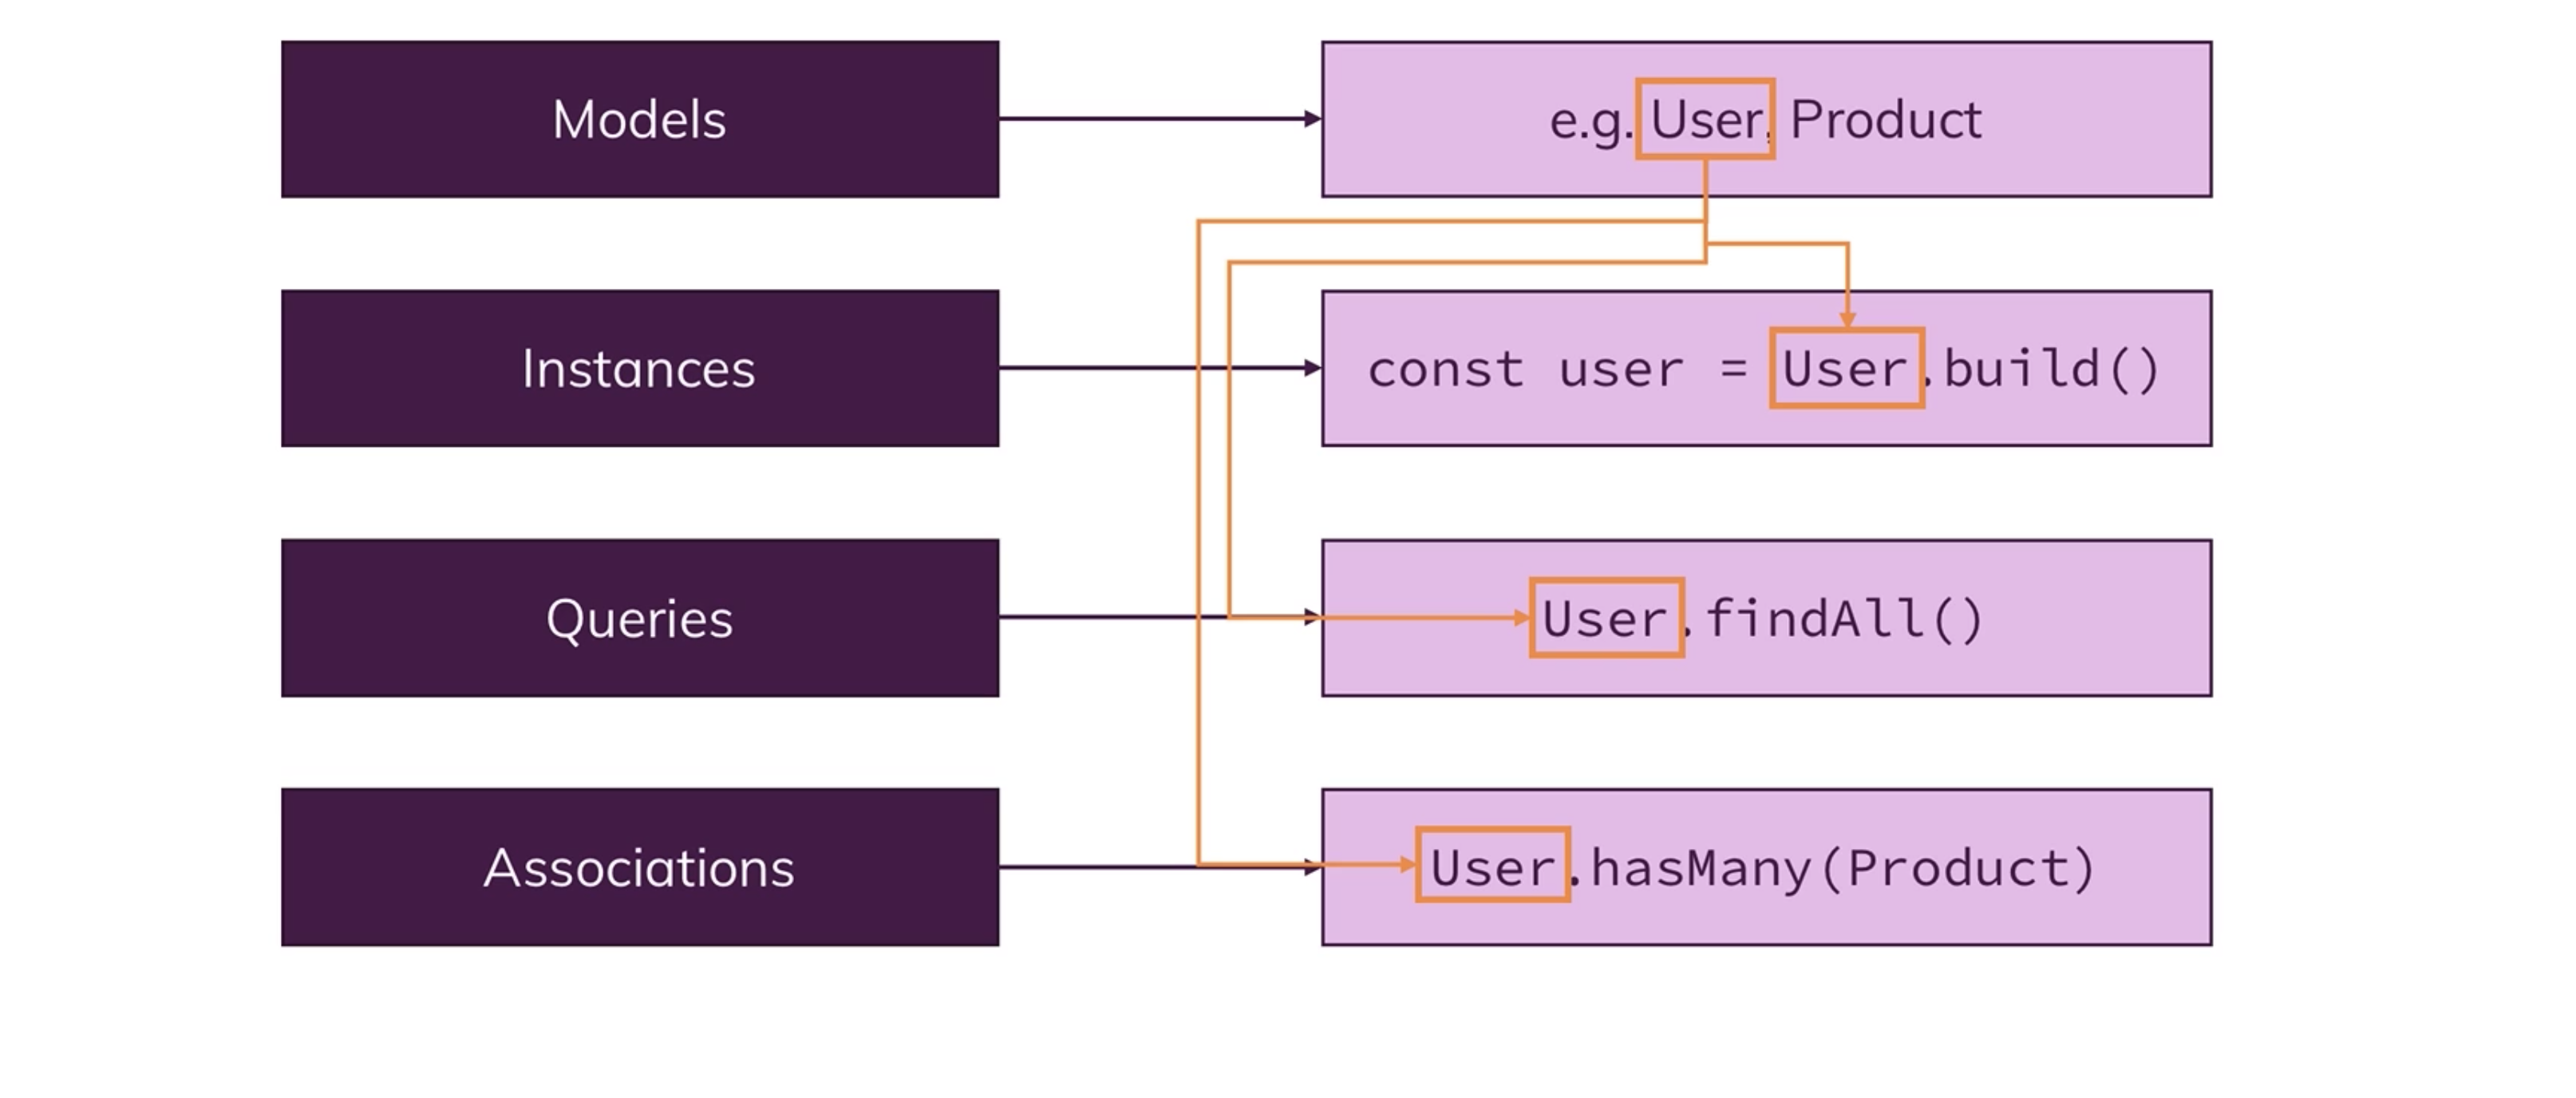 Models
e.g. User, Product
Instances
const user = User.build()
Queries
User.findAll()
Associations
User.hasMany(Product)